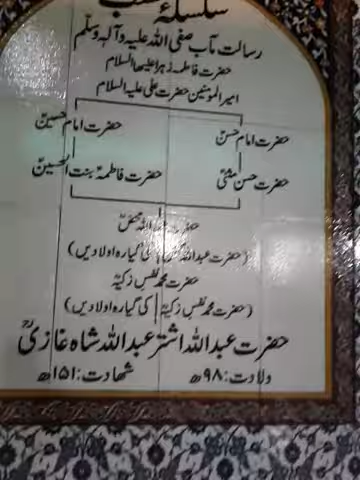 سلسلۂ نسب
رسالت مآب صلی اللہ علیہ وآلہ وسلم
حضرت فاطمہ زہرا علیہا السلام
امیر المومنین حضرت علی علیہ السلام
حضرت امام حسنؑ حضرت امام حسینؑ
حضرت حسن مثنیٰؑ حضرت فاطمہؑ بنت الحسینؑ
حضرت عبداللہ محضؑ
(حضرت عبداللہ کی گیارہ اولادیں)
حضرت محمد نفس زکیہؑ
(حضرت محمد نفس زکیہؑ کی گیارہ اولادیں)
حضرت عبداللہ اشتر عبداللہ شاہ غازیؒ
ولادت: ۹۸ھ شہادت: ۱۵۱ھ